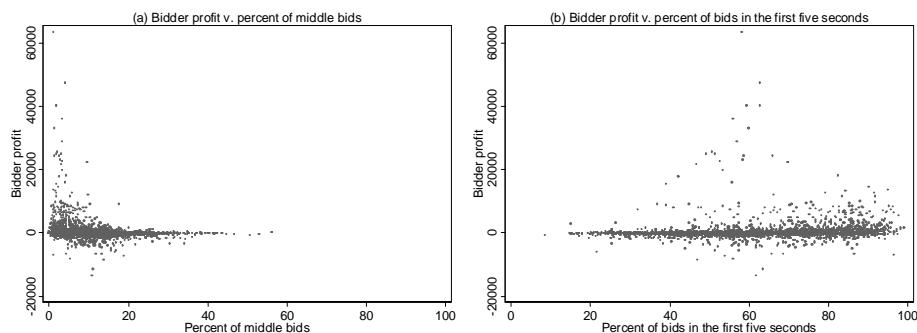 (a) Bidder profit v. percent of middle bids
Bidder profit
60000
40000
20000
0
-20000
0 20 40 60 80 100
Percent of middle bids
(b) Bidder profit v. percent of bids in the first five seconds
Bidder profit
60000
40000
20000
0
-20000
0 20 40 60 80 100
Percent of bids in the first five seconds